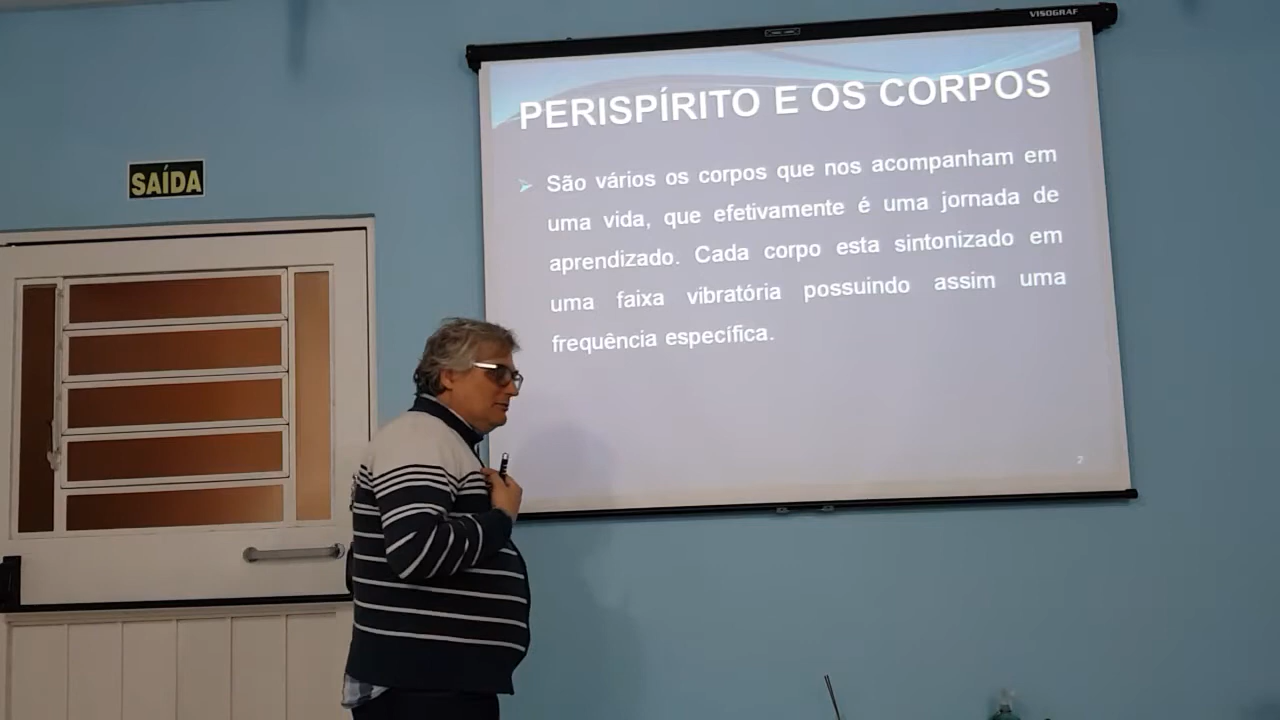 VISOGRAF
PERISPÍRITO E OS CORPOS
São vários os corpos que nos acompanham em
uma vida, que efetivamente é uma jornada de
aprendizado. Cada corpo esta sintonizado em
uma faixa vibratória possuindo assim uma
frequência específica.
2
SAÍDA